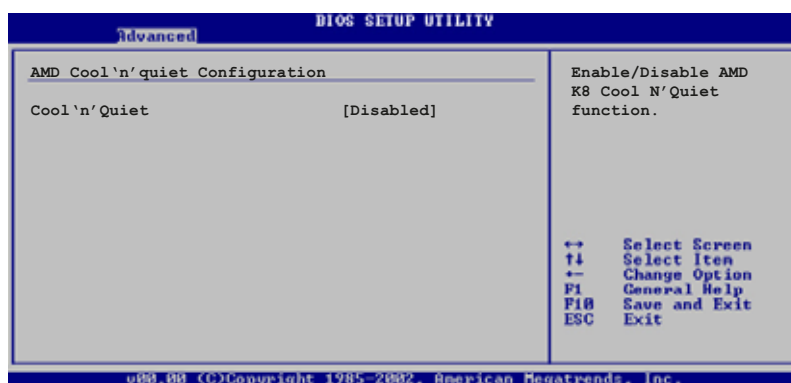 BIOS SETUP UTILITY
Advanced
AMD Cool‘n’quiet Configuration
Cool‘n’Quiet [Disabled]
Enable/Disable AMD
K8 Cool N’Quiet
function.
↔ Select Screen
↑↓ Select Item
+- Change Option
F1 General Help
F10 Save and Exit
ESC Exit
v00.00 (C)Copyright 1985-2002, American Megatrends, Inc.